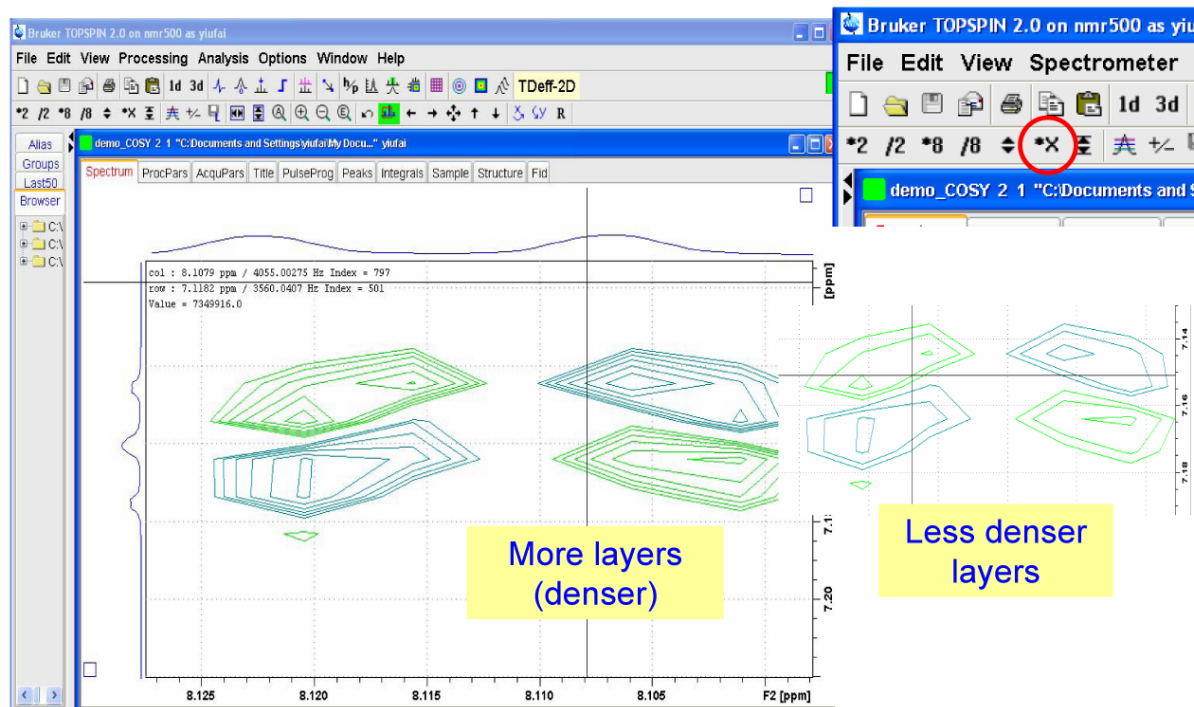 Bruker TOPSPIN 2.0 on nmr500 as yiufai
File Edit View Processing Analysis Options Window Help
1d 3d TDeff-2D
*2 /2 *8 /8 *X R
Alias
Groups
Last50
Browser
C:\
C:\
C:\
demo_COSY 2 1 "C:\Documents and Settings\yiufai\My Docu..." yiufai
Spectrum ProcPars AcquPars Title PulseProg Peaks Integrals Sample Structure Fid
col : 8.1079 ppm / 4055.00275 Hz Index = 797
row : 7.1182 ppm / 3560.0407 Hz Index = 501
Value = 7349916.0
[ppm]
7.20
8.125 8.120 8.115 8.110 8.105 F2 [ppm]
More layers
(denser)
Bruker TOPSPIN 2.0 on nmr500 as yiu
File Edit View Spectrometer
1d 3d
*2 /2 *8 /8 *X
demo_COSY 2 1 "C:\Documents and S
7.14
7.16
7.18
Less denser
layers